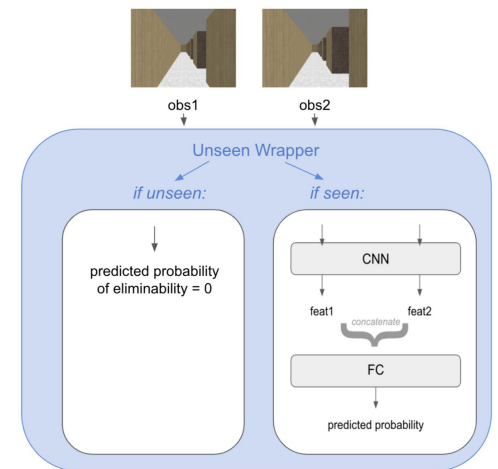 obs1
obs2
Unseen Wrapper
if unseen:
if seen:
predicted probability
of eliminability = 0
CNN
feat1
feat2
concatenate
FC
predicted probability